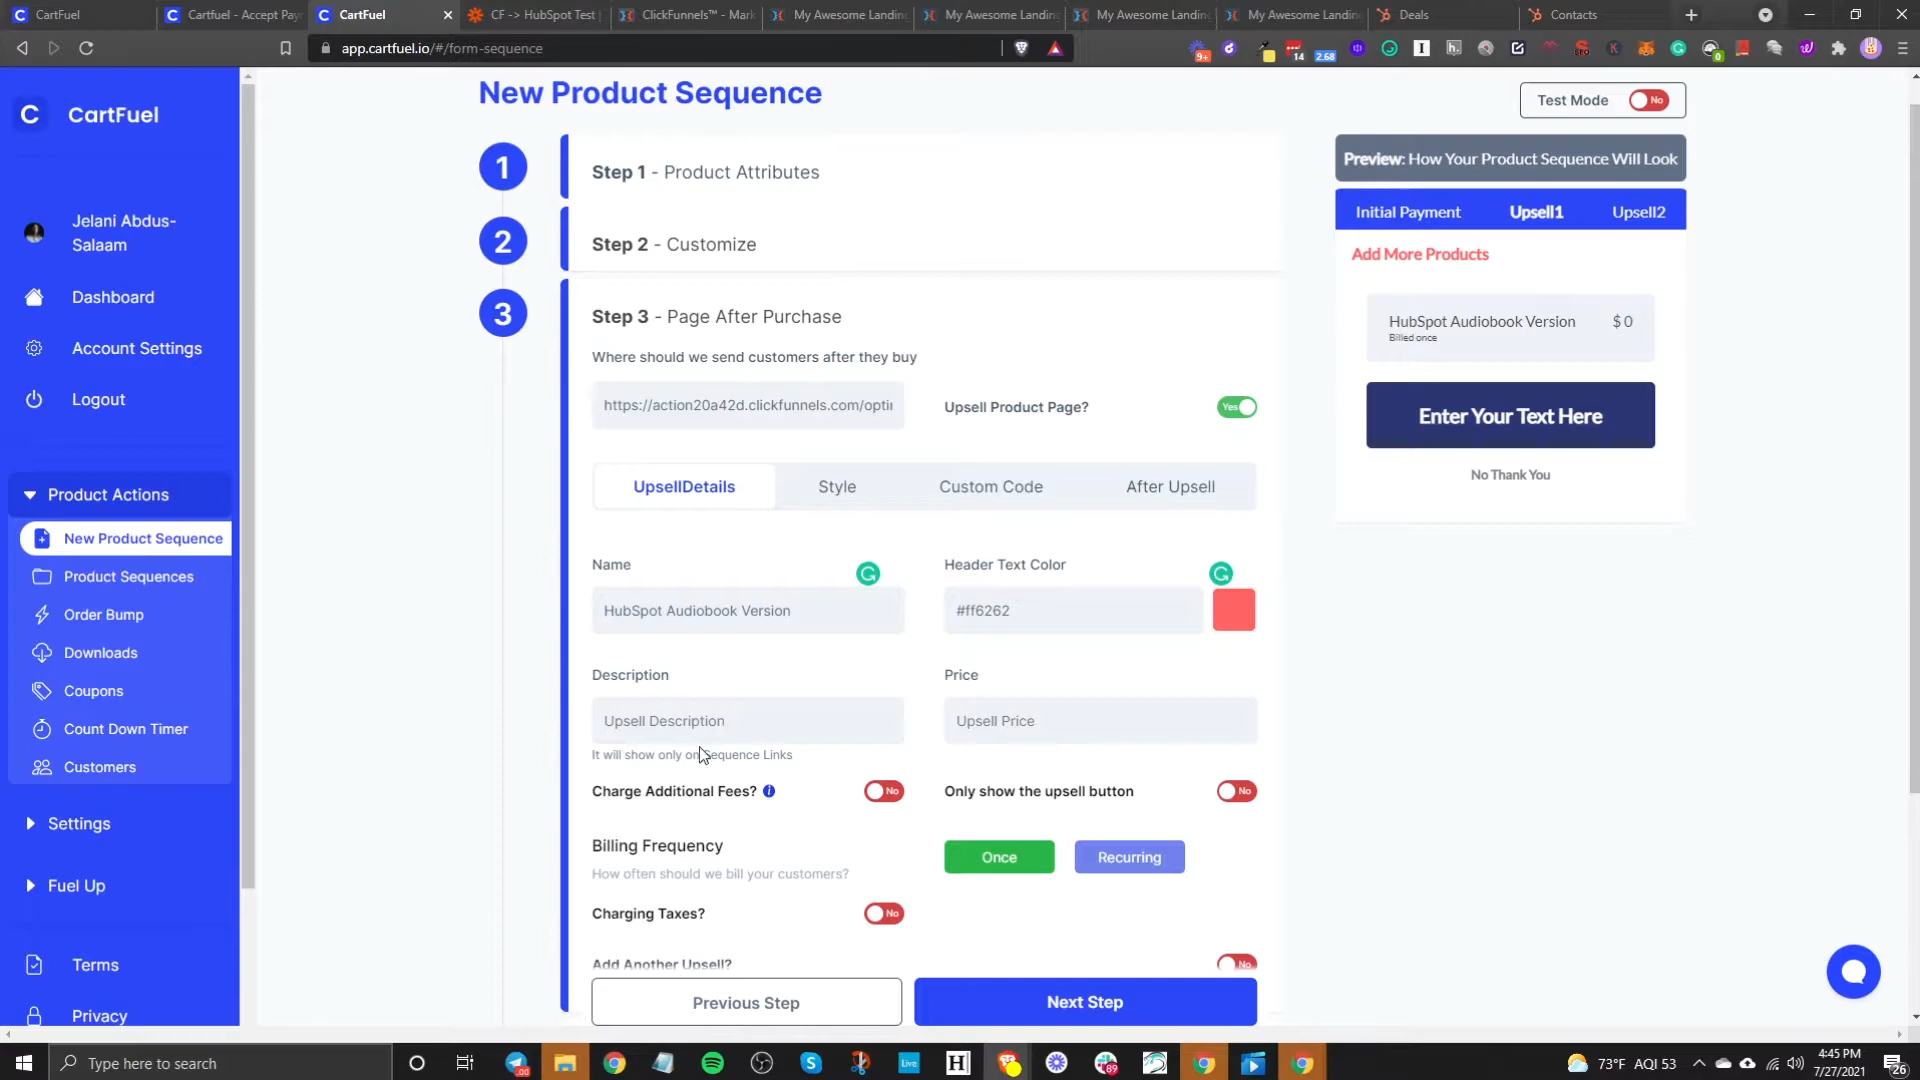 CartFuel
Cartfuel - Accept Pay
CartFuel
CF -> HubSpot Test
ClickFunnels™ - Mark
My Awesome Landin
My Awesome Landin
My Awesome Landin
My Awesome Landin
Deals
Contacts
app.cartfuel.io/#/form-sequence
9+
14
2.68
0
C CartFuel
Jelani Abdus-
Salaam
Dashboard
Account Settings
Logout
Product Actions
New Product Sequence
Product Sequences
Order Bump
Downloads
Coupons
Count Down Timer
Customers
Settings
Fuel Up
Terms
Privacy
New Product Sequence
Test Mode No
1
Step 1 - Product Attributes
2
Step 2 - Customize
3
Step 3 - Page After Purchase
Where should we send customers after they buy
https://action20a42d.clickfunnels.com/optin
Upsell Product Page? Yes
UpsellDetails
Style
Custom Code
After Upsell
Name
Header Text Color
HubSpot Audiobook Version
#ff6262
Description
Price
Upsell Description
Upsell Price
It will show only on Sequence Links
Charge Additional Fees? No
Only show the upsell button No
Billing Frequency
Once
Recurring
How often should we bill your customers?
Charging Taxes? No
Add Another Upsell? No
Previous Step
Next Step
Preview: How Your Product Sequence Will Look
Initial Payment
Upsell1
Upsell2
Add More Products
HubSpot Audiobook Version $ 0
Billed once
Enter Your Text Here
No Thank You
Type here to search
Live
H
89
73°F AQI 53
4:45 PM
7/27/2021
26